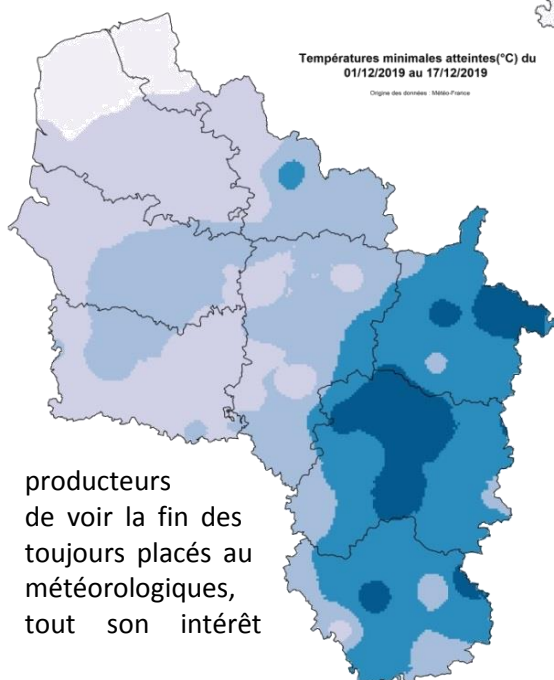 Températures minimales atteintes(°C) du
01/12/2019 au 17/12/2019
Origine des données : Météo-France
producteurs
de voir la fin des
toujours placés au
météorologiques,
tout son intérêt